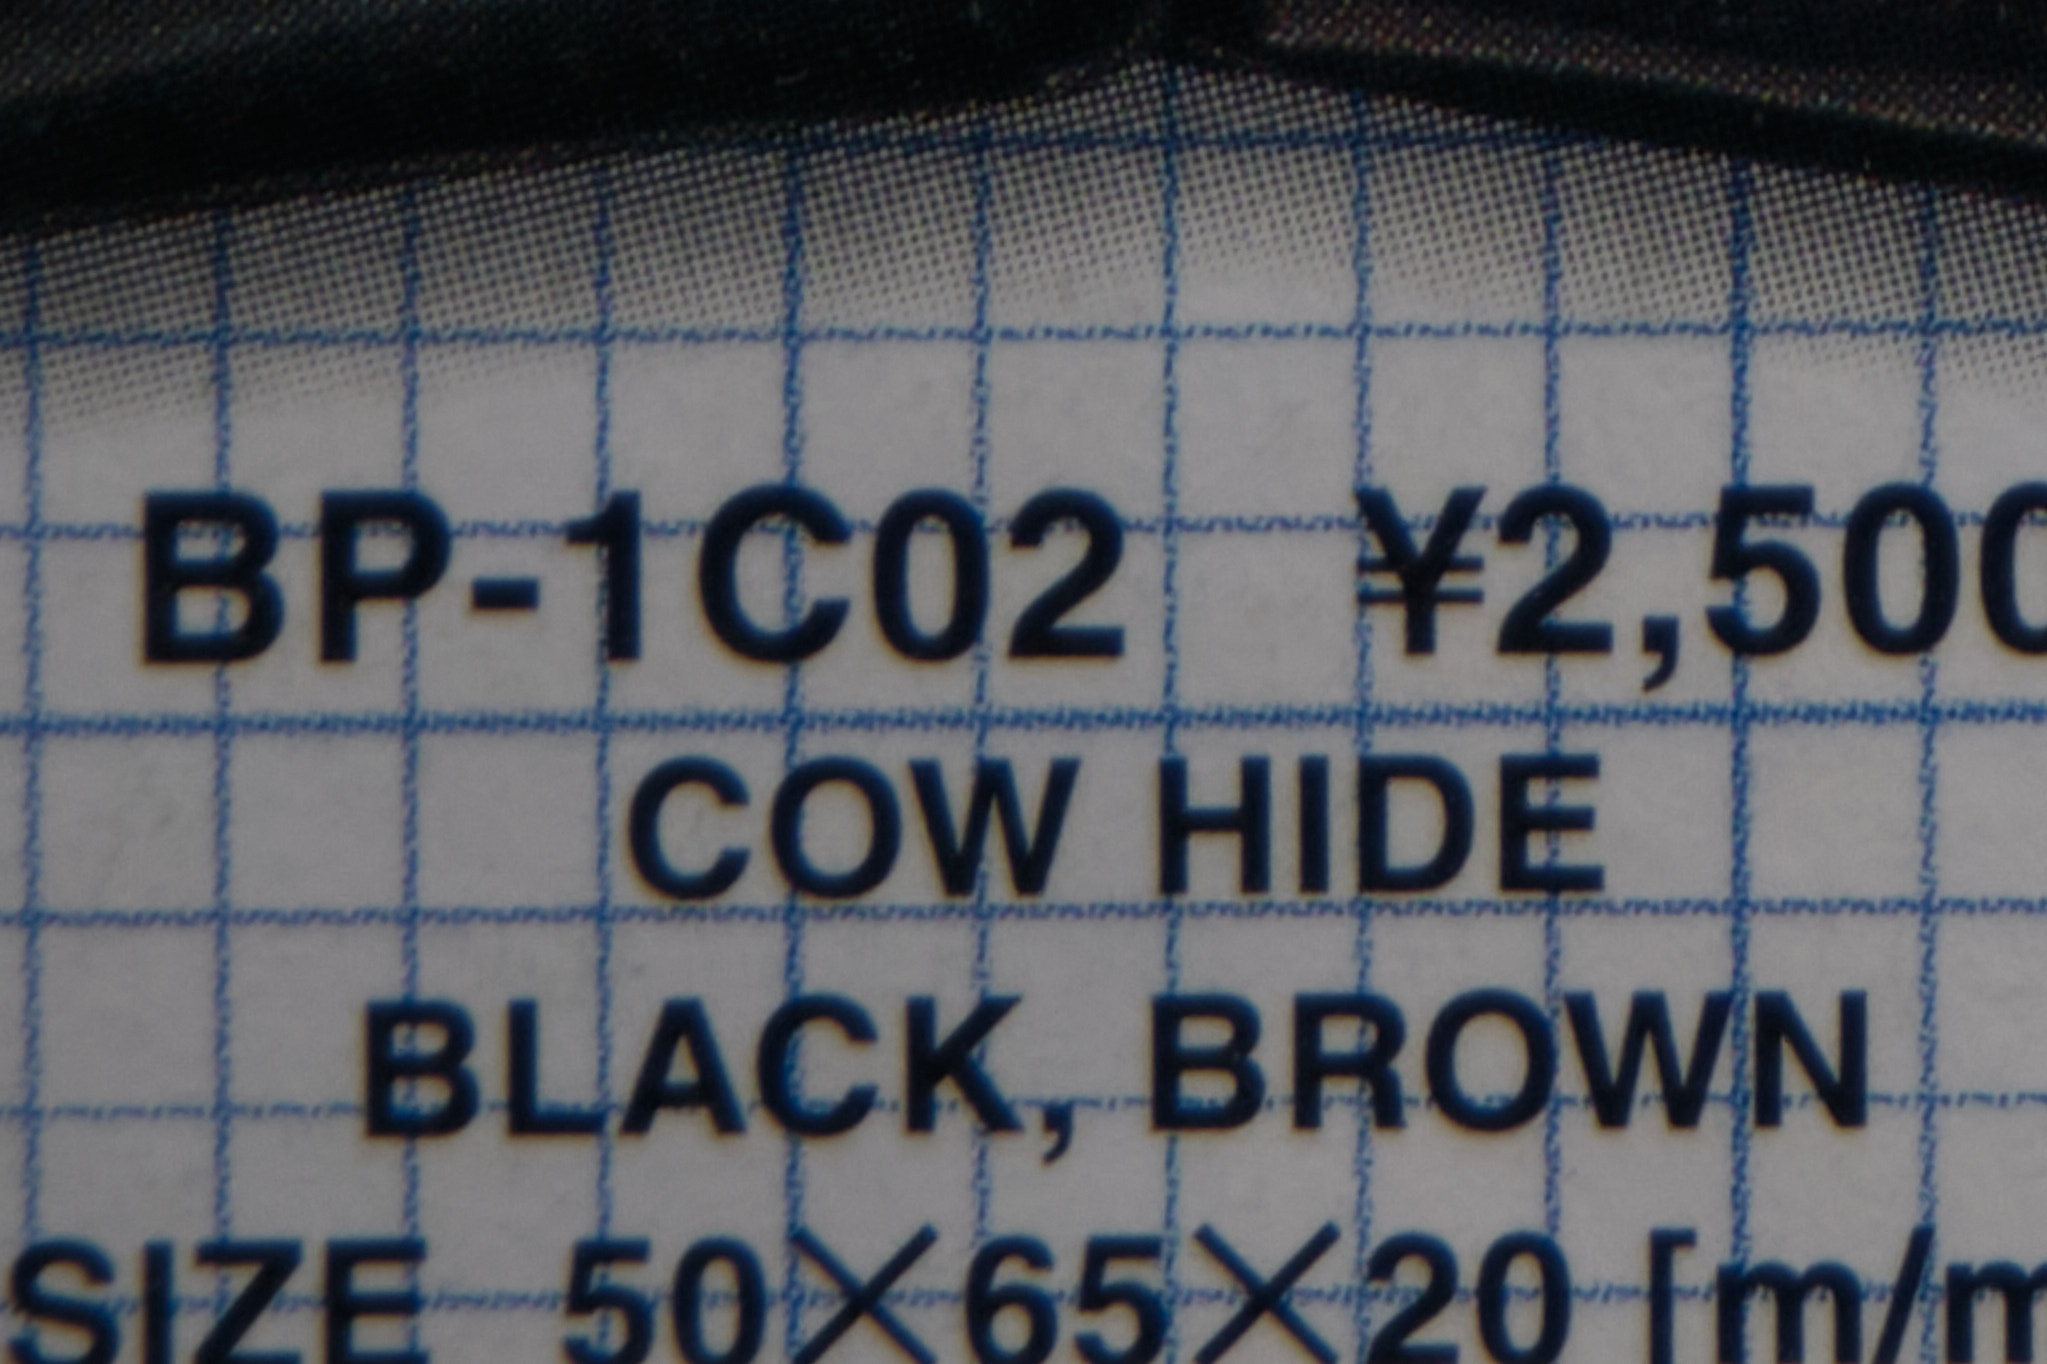 BP-1C02 ¥2,500
COW HIDE
BLACK, BROWN
SIZE 50×65×20 [m/m